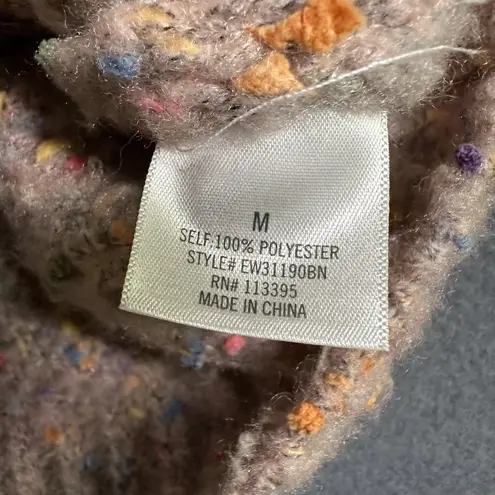 M
SELF: 100% POLYESTER
STYLE# EW31190BN
RN# 113395
MADE IN CHINA